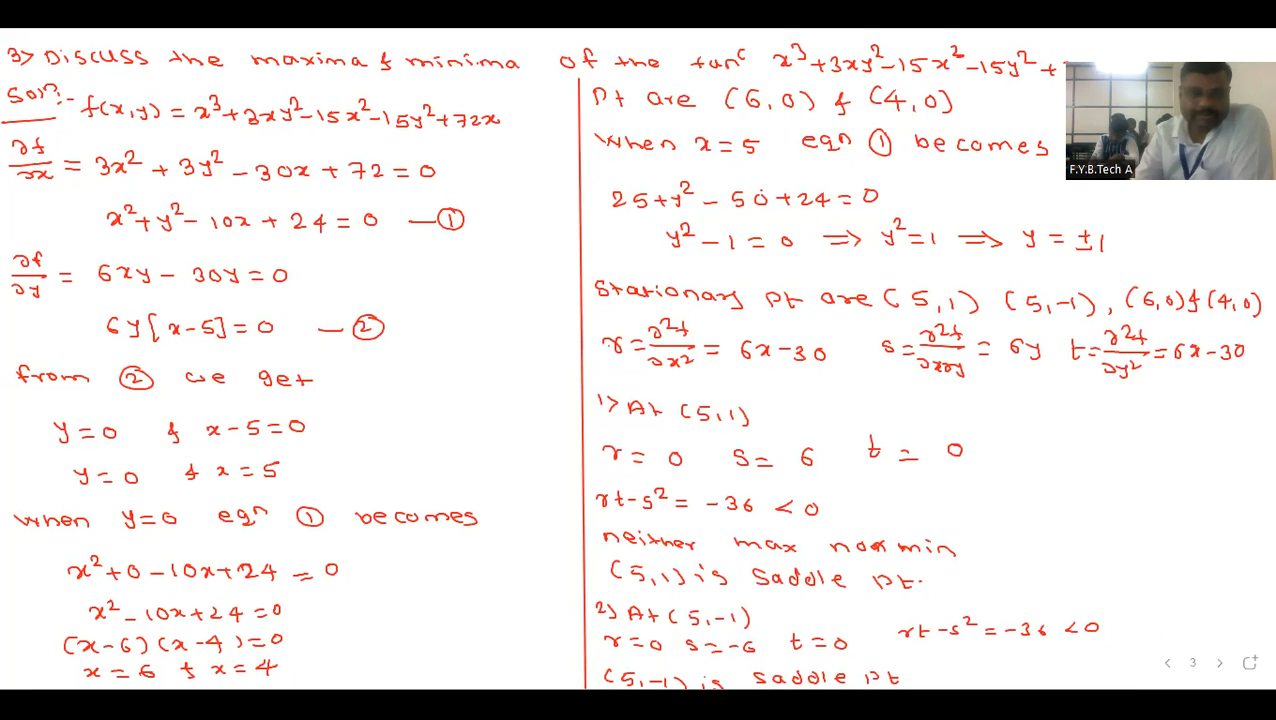 3> Discuss the maxima & minima of the funᶜ x³+3xy²-15x²-15y²+
Solⁿ:- f(x,y) = x³+3xy²-15x²-15y²+72x
∂f/∂x = 3x² + 3y² - 30x + 72 = 0
x²+y²-10x + 24 = 0 —①
∂f/∂y = 6xy - 30y = 0
6y[x-5] = 0 —②
from ② we get
y=0 & x-5=0
y=0 & x=5
When y=0 eqⁿ ① becomes
x²+0-10x+24 = 0
x²-10x+24=0
(x-6)(x-4)=0
x=6 & x=4
Pt are (6,0) & (4,0)
When x=5 eqⁿ ① becomes
25+y²-50+24=0
y²-1=0 ⇒ y²=1 ⇒ y=±1
Stationary pt are (5,1) (5,-1), (6,0)&(4,0)
r=∂²f/∂x² = 6x-30 s=∂²f/∂x∂y = 6y t=∂²f/∂y² = 6x-30
1> At (5,1)
r= 0 s= 6 t= 0
rt-s² = -36 <0
neither max nor min
(5,1) is saddle pt.
2) At (5,-1)
r=0 s=-6 t=0 rt-s²=-36 <0
(5,-1) is saddle pt
F.Y.B.Tech A
< 3 >